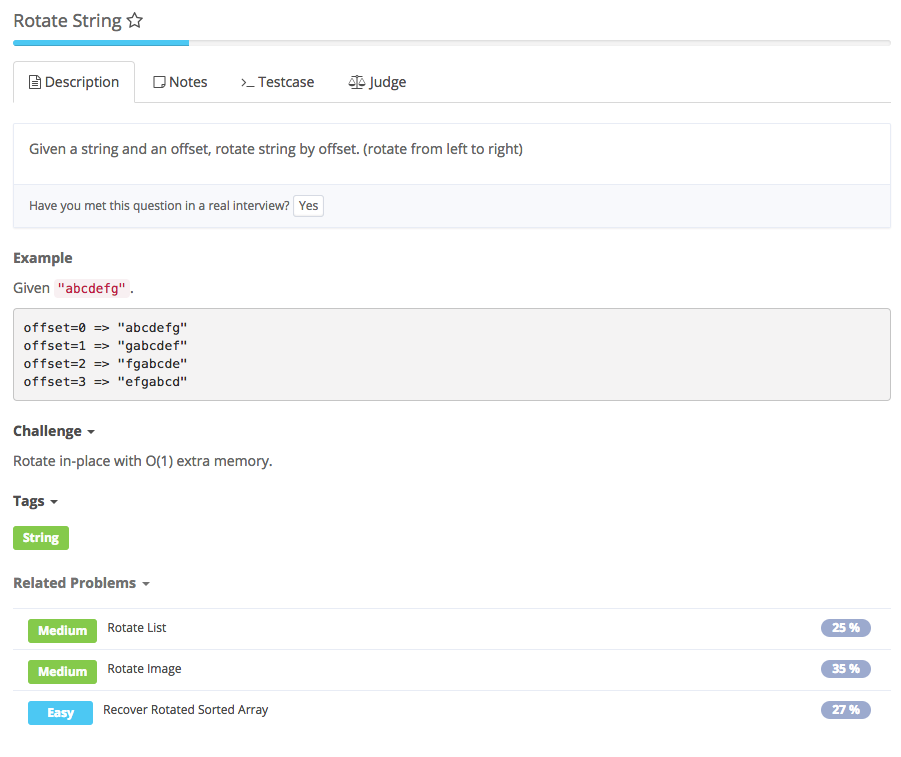 Rotate String
Description Notes >_ Testcase Judge
Given a string and an offset, rotate string by offset. (rotate from left to right)
Have you met this question in a real interview? Yes
Example
Given "abcdefg".
offset=0 => "abcdefg"
offset=1 => "gabcdef"
offset=2 => "fgabcde"
offset=3 => "efgabcd"
Challenge
Rotate in-place with O(1) extra memory.
Tags
String
Related Problems
Medium Rotate List 25 %
Medium Rotate Image 35 %
Easy Recover Rotated Sorted Array 27 %